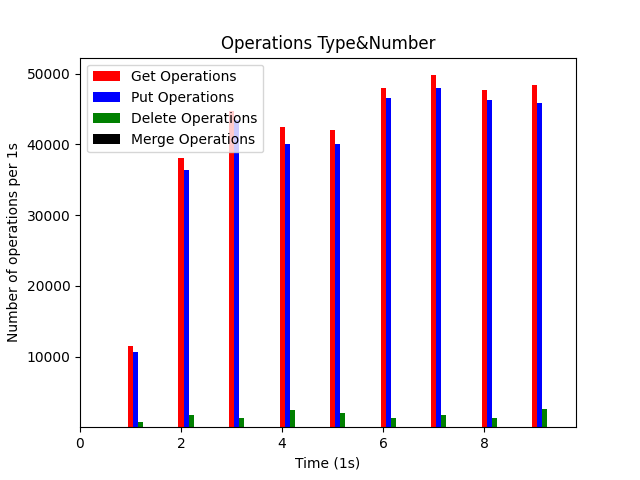 Operations Type&Number
Get Operations
Put Operations
Delete Operations
Merge Operations
Number of operations per 1s
50000
40000
30000
20000
10000
0 2 4 6 8
Time (1s)